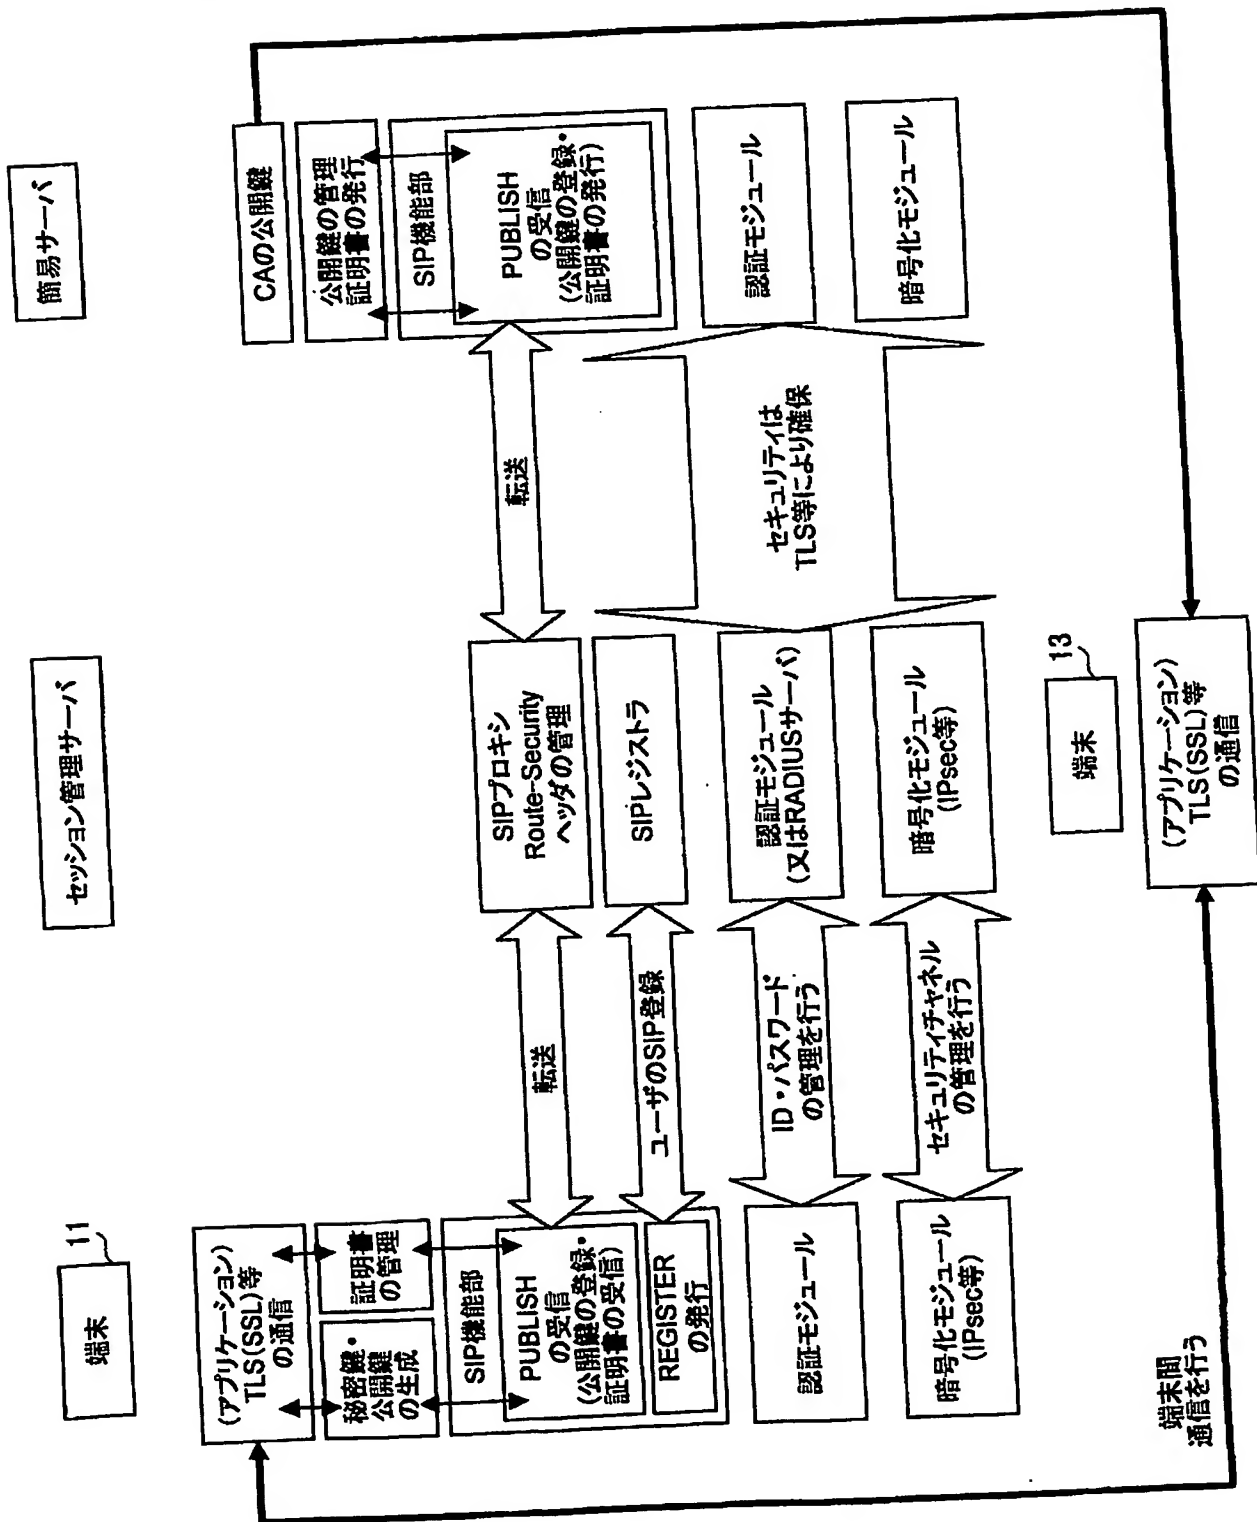 端末
11
(アプリケーション)
TLS(SSL)等
の通信
秘密鍵・
公開鍵
の生成
証明書
の管理
SIP機能部
PUBLISH
の受信
(公開鍵の登録・
証明書の受信)
REGISTER
の発行
認証モジュール
暗号化モジュール
(IPsec等)
転送
ユーザのSIP登録
ID・パスワード
の管理を行う
セキュリティチャネル
の管理を行う
セッション管理サーバ
SIPプロキシ
Route-Security
ヘッダの管理
SIPレジストラ
認証モジュール
(又はRADIUSサーバ)
暗号化モジュール
(IPsec等)
転送
セキュリティは
TLS等により確保
簡易サーバ
CAの公開鍵
公開鍵の管理
証明書の発行
SIP機能部
PUBLISH
の受信
(公開鍵の登録・
証明書の発行)
認証モジュール
暗号化モジュール
端末
13
(アプリケーション)
TLS(SSL)等
の通信
端末間
通信を行う